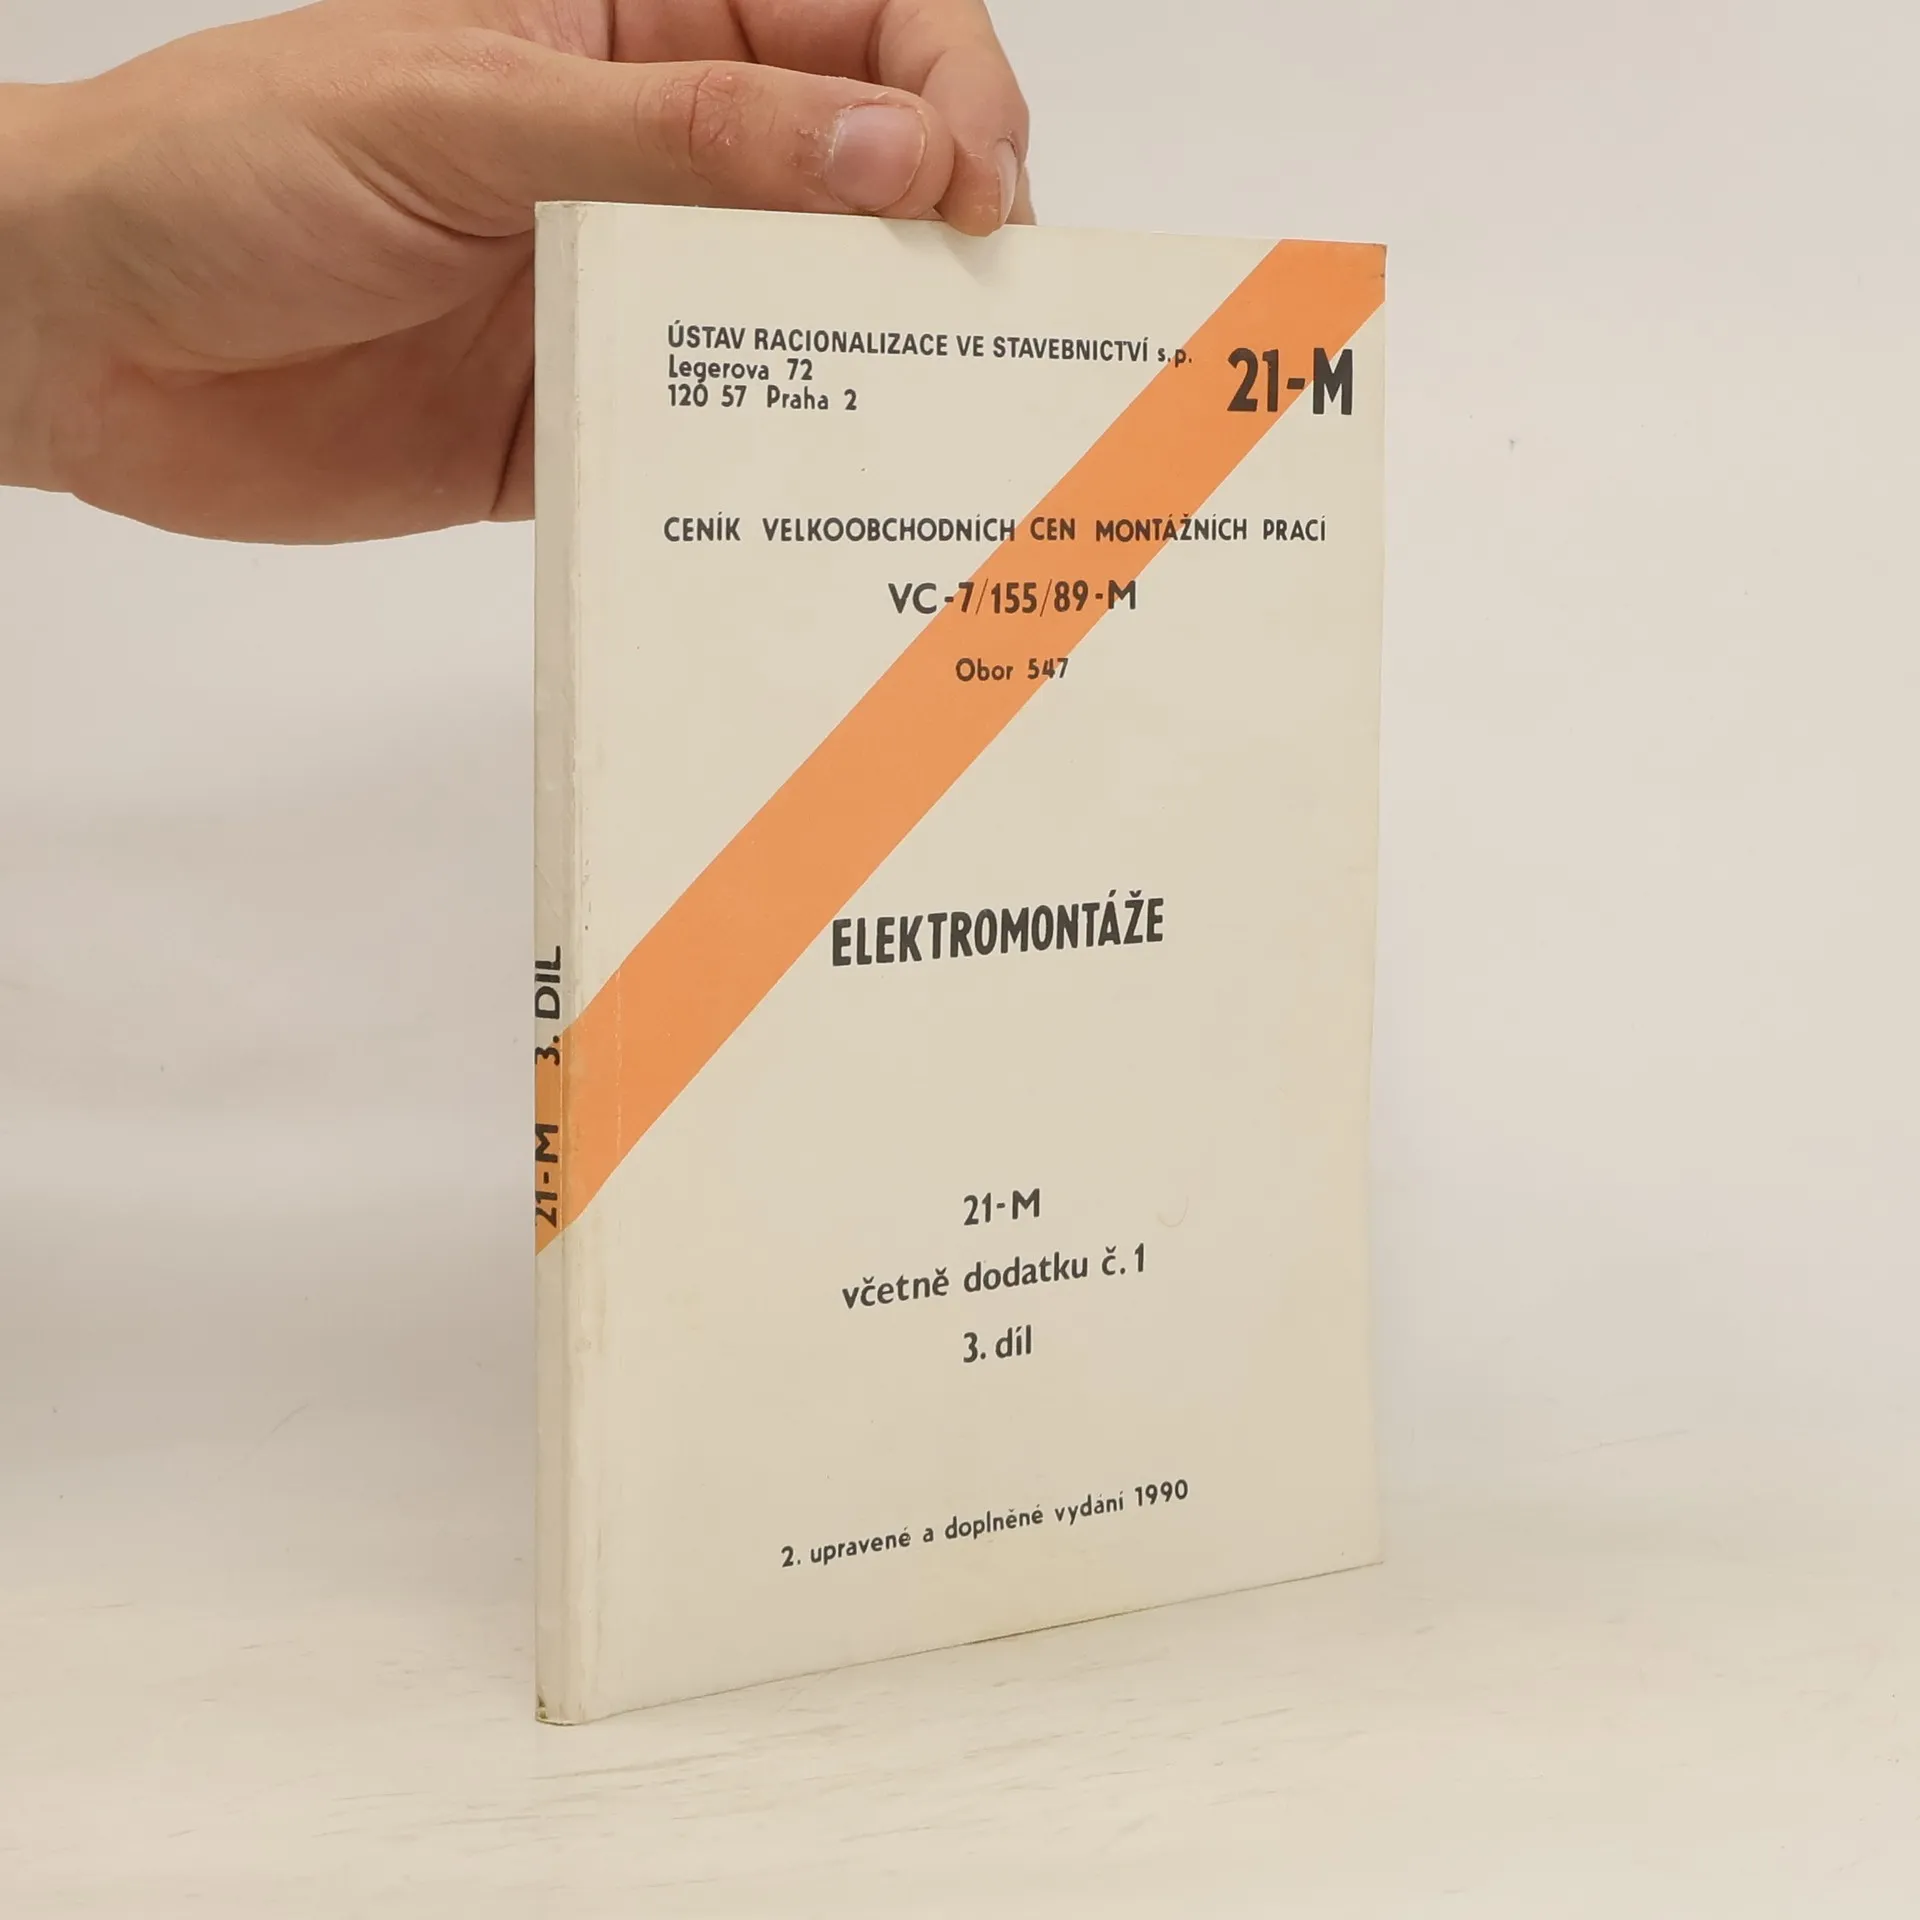 ÚSTAV RACIONALIZACE VE STAVEBNICTVÍ s.p.
Legerova 72
120 57 Praha 2
21-M
CENÍK VELKOOBCHODNÍCH CEN MONTÁŽNÍCH PRACÍ
VC-7/155/89-M
Obor 547
ELEKTROMONTÁŽE
21-M
včetně dodatku č.1
3. díl
2. upravené a doplněné vydání 1990
21-M 3. DÍL